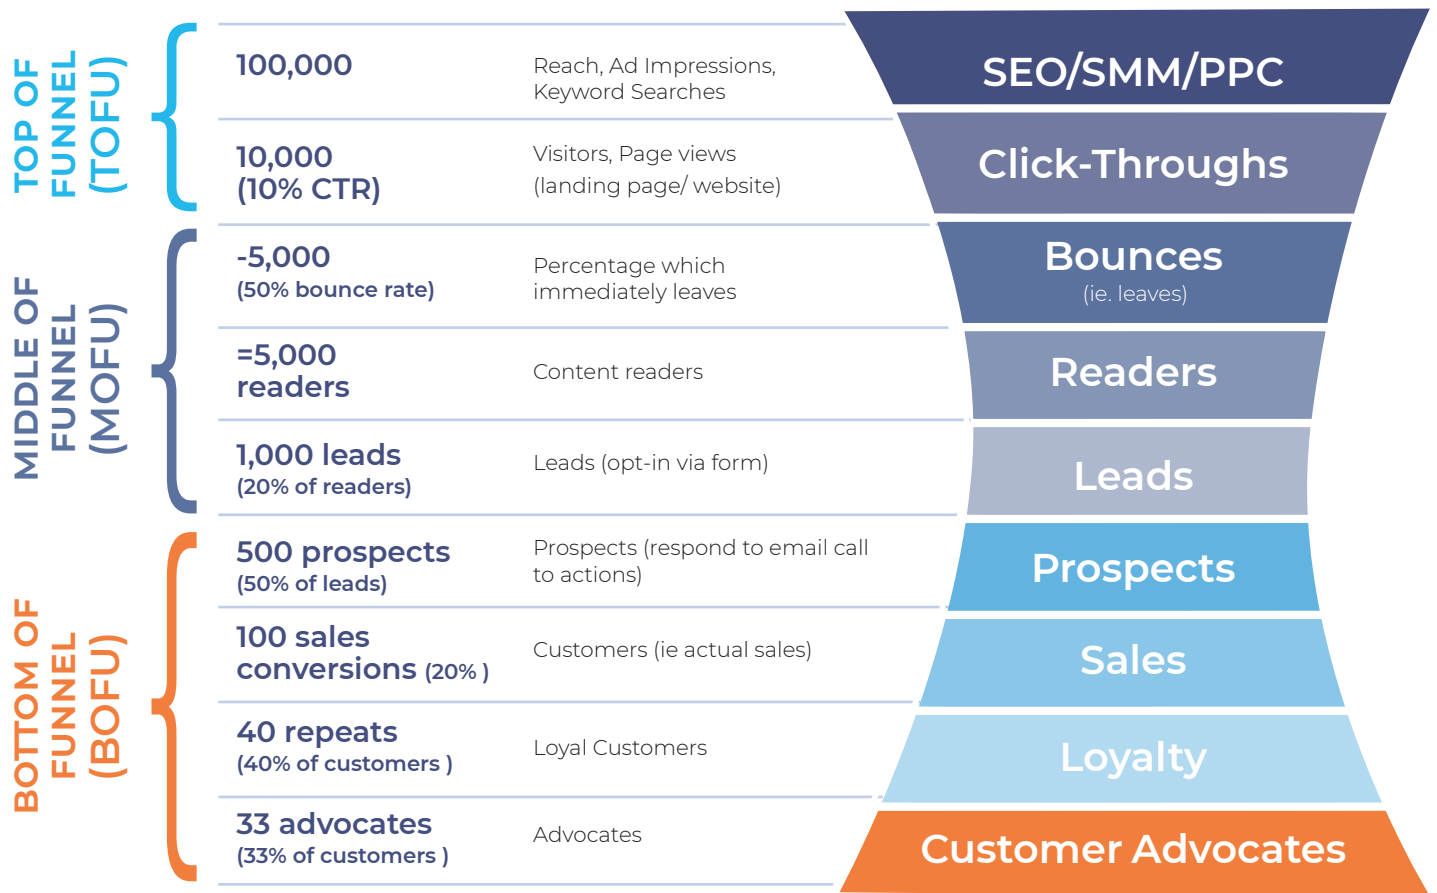 TOP OF
FUNNEL
(TOFU)
100,000
Reach, Ad Impressions,
Keyword Searches
SEO/SMM/PPC
10,000
(10% CTR)
Visitors, Page views
(landing page/ website)
Click-Throughs
MIDDLE OF
FUNNEL
(MOFU)
-5,000
(50% bounce rate)
Percentage which
immediately leaves
Bounces
(ie. leaves)
=5,000
readers
Content readers
Readers
1,000 leads
(20% of readers)
Leads (opt-in via form)
Leads
BOTTOM OF
FUNNEL
(BOFU)
500 prospects
(50% of leads)
Prospects (respond to email call
to actions)
Prospects
100 sales
conversions (20% )
Customers (ie actual sales)
Sales
40 repeats
(40% of customers )
Loyal Customers
Loyalty
33 advocates
(33% of customers )
Advocates
Customer Advocates